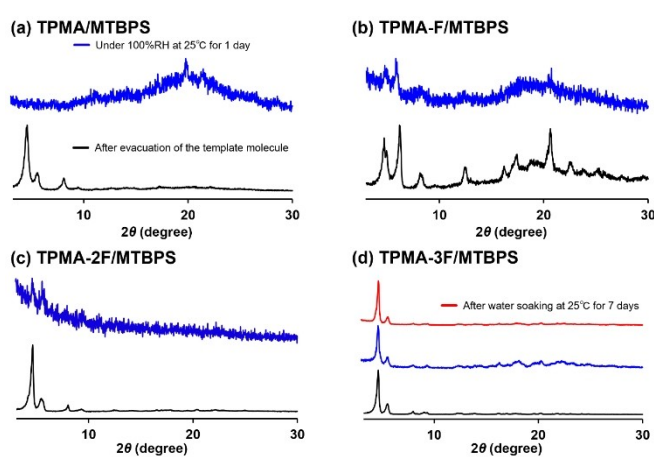 (a) TPMA/MTBPS
Under 100%RH at 25℃ for 1 day
After evacuation of the template molecule
10 20 30
2θ (degree)
(b) TPMA-F/MTBPS
10 20 30
2θ (degree)
(c) TPMA-2F/MTBPS
10 20 30
2θ (degree)
(d) TPMA-3F/MTBPS
After water soaking at 25℃ for 7 days
10 20 30
2θ (degree)